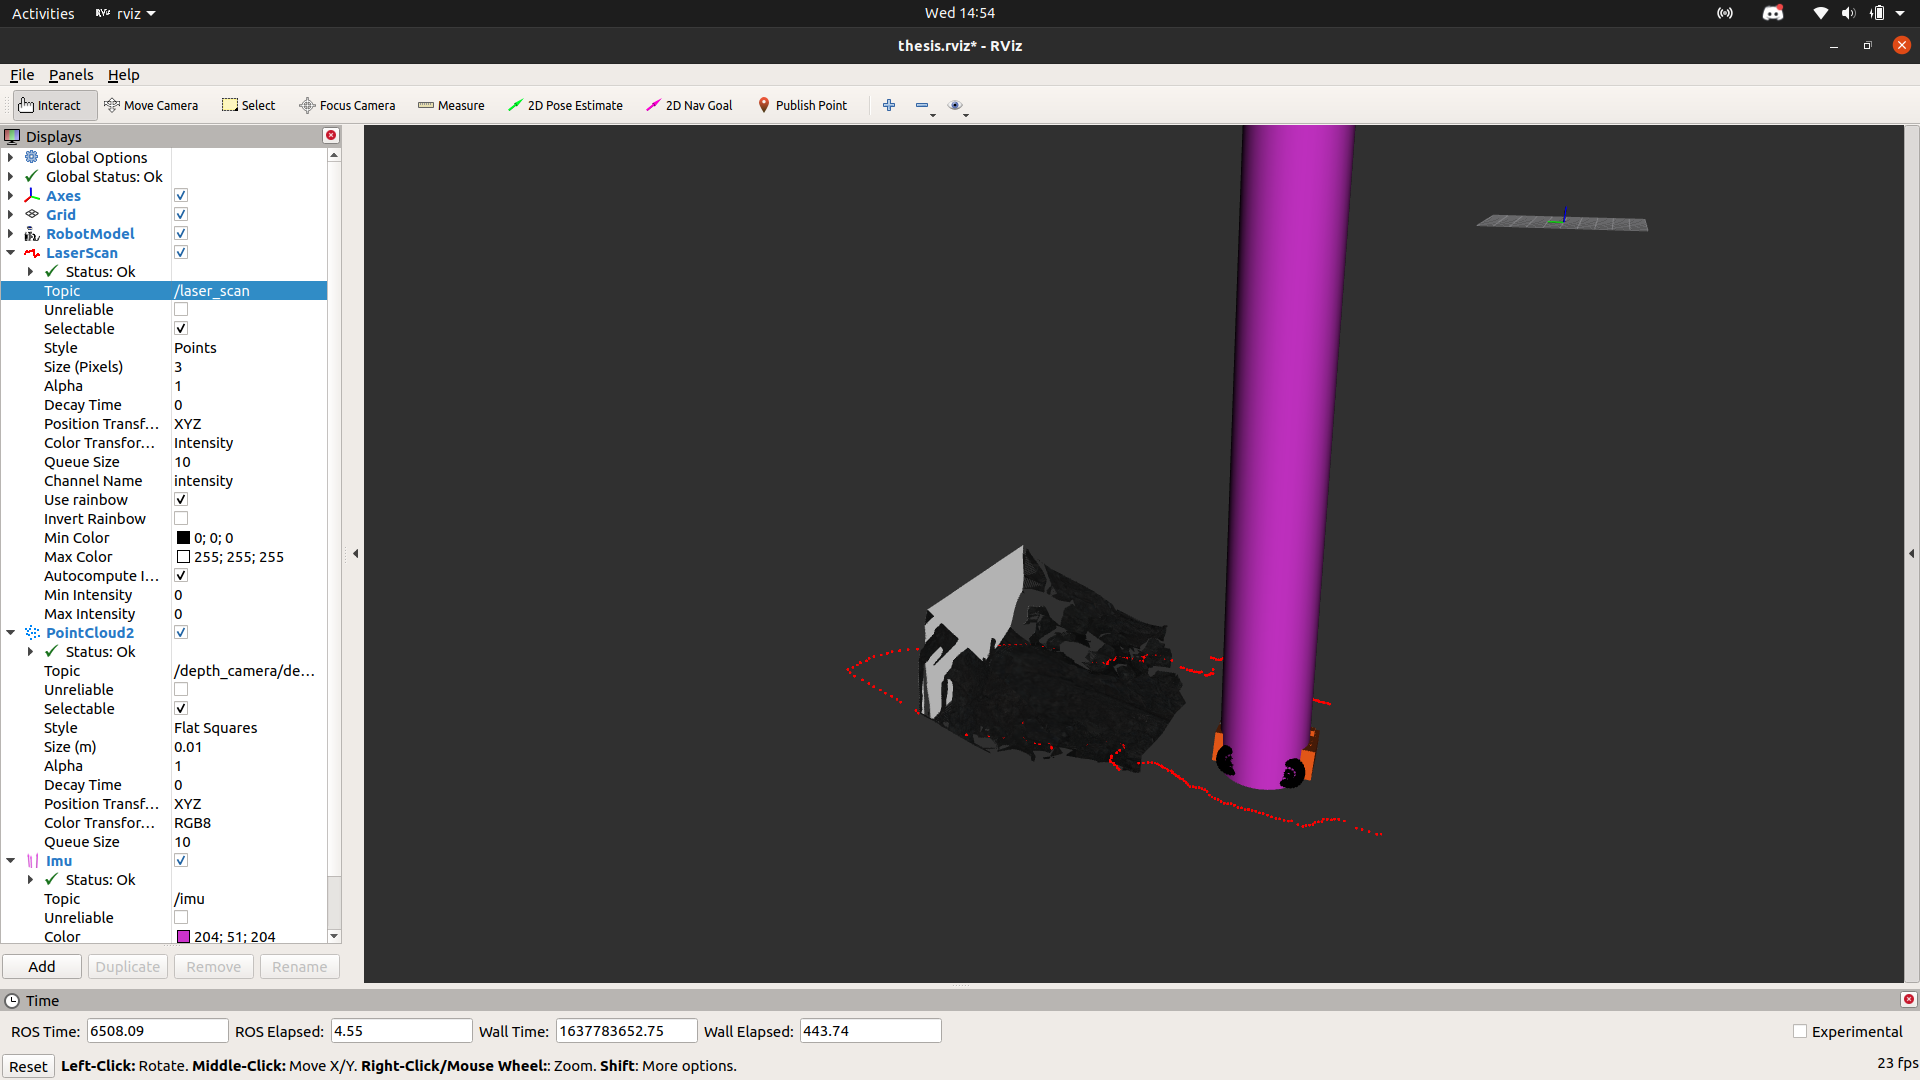 Activities RViz rviz Wed 14:54
thesis.rviz* - RViz
File Panels Help
Interact Move Camera Select Focus Camera Measure 2D Pose Estimate 2D Nav Goal Publish Point
Displays
Global Options
Global Status: Ok
Axes
Grid
RobotModel
LaserScan
Status: Ok
Topic /laser_scan
Unreliable
Selectable
Style Points
Size (Pixels) 3
Alpha 1
Decay Time 0
Position Transf... XYZ
Color Transfor... Intensity
Queue Size 10
Channel Name intensity
Use rainbow
Invert Rainbow
Min Color 0; 0; 0
Max Color 255; 255; 255
Autocompute I...
Min Intensity 0
Max Intensity 0
PointCloud2
Status: Ok
Topic /depth_camera/de...
Unreliable
Selectable
Style Flat Squares
Size (m) 0.01
Alpha 1
Decay Time 0
Position Transf... XYZ
Color Transfor... RGB8
Queue Size 10
Imu
Status: Ok
Topic /imu
Unreliable
Color 204; 51; 204
Add Duplicate Remove Rename
Time
ROS Time: 6508.09 ROS Elapsed: 4.55 Wall Time: 1637783652.75 Wall Elapsed: 443.74 Experimental
Reset Left-Click: Rotate. Middle-Click: Move X/Y. Right-Click/Mouse Wheel:: Zoom. Shift: More options. 23 fps